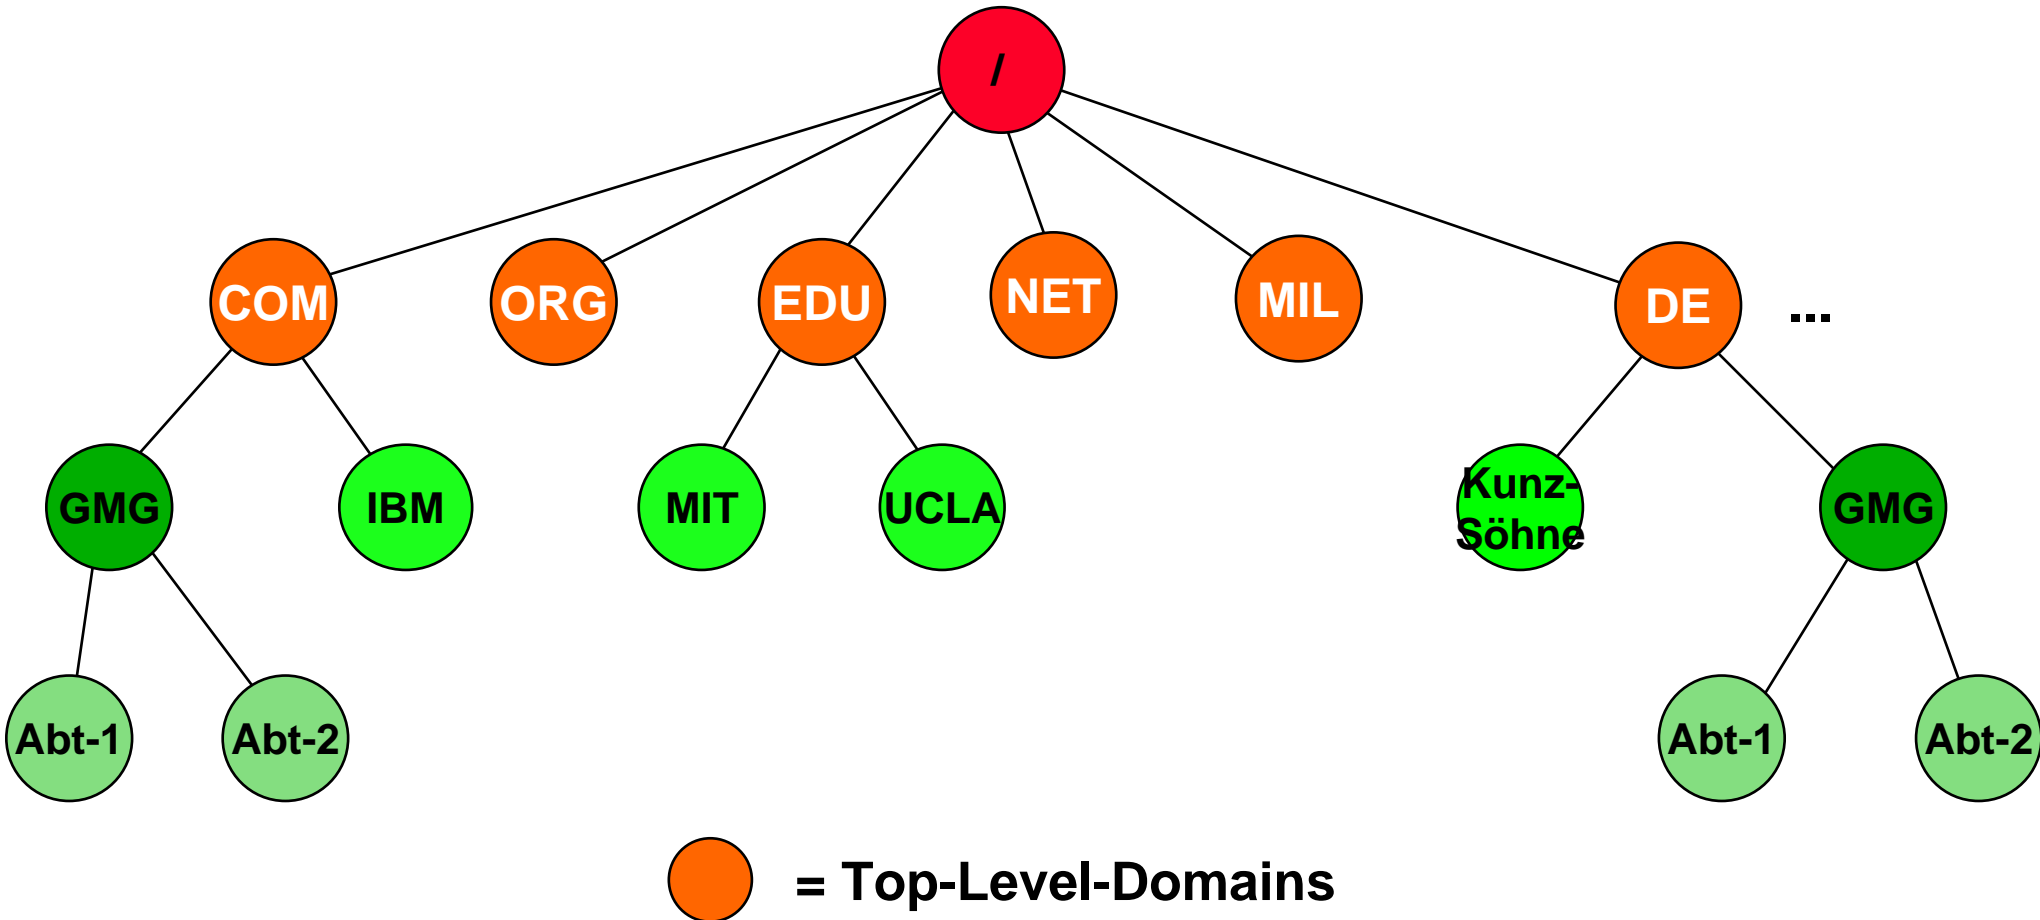 /
COM
ORG
EDU
NET
MIL
DE
...
GMG
IBM
MIT
UCLA
Kunz-
Söhne
GMG
Abt-1
Abt-2
Abt-1
Abt-2
= Top-Level-Domains